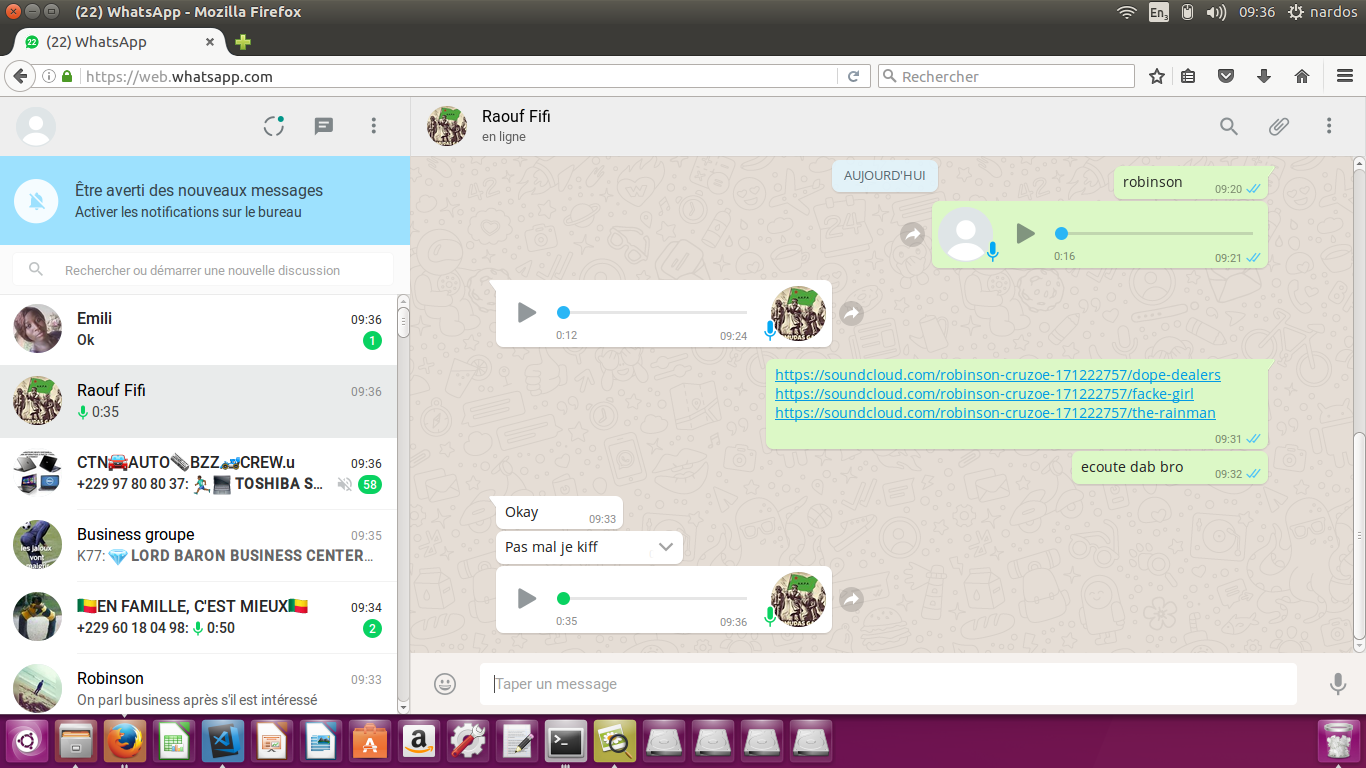 (22) WhatsApp - Mozilla Firefox
En3
09:36
nardos
22
(22) WhatsApp
https://web.whatsapp.com
Rechercher
Être averti des nouveaux messages
Activer les notifications sur le bureau
Rechercher ou démarrer une nouvelle discussion
Emili
09:36
Ok
1
Raouf Fifi
09:36
0:35
CTN🚘AUTO🗞BZZ🚙CREW.u
09:36
+229 97 80 80 37: 🏃💻 TOSHIBA S…
58
les jaloux
vont
Business groupe
09:35
K77: 💎 LORD BARON BUSINESS CENTER…
🇧🇯EN FAMILLE, C'EST MIEUX🇧🇯
09:34
+229 60 18 04 98: 0:50
2
Robinson
09:33
On parl business après s'il est intéressé
Raouf Fifi
en ligne
AUJOURD'HUI
robinson
09:20
0:16
09:21
0:12
09:24
https://soundcloud.com/robinson-cruzoe-171222757/dope-dealers
https://soundcloud.com/robinson-cruzoe-171222757/facke-girl
https://soundcloud.com/robinson-cruzoe-171222757/the-rainman
09:31
ecoute dab bro
09:32
Okay
09:33
Pas mal je kiff
0:35
09:36
Taper un message